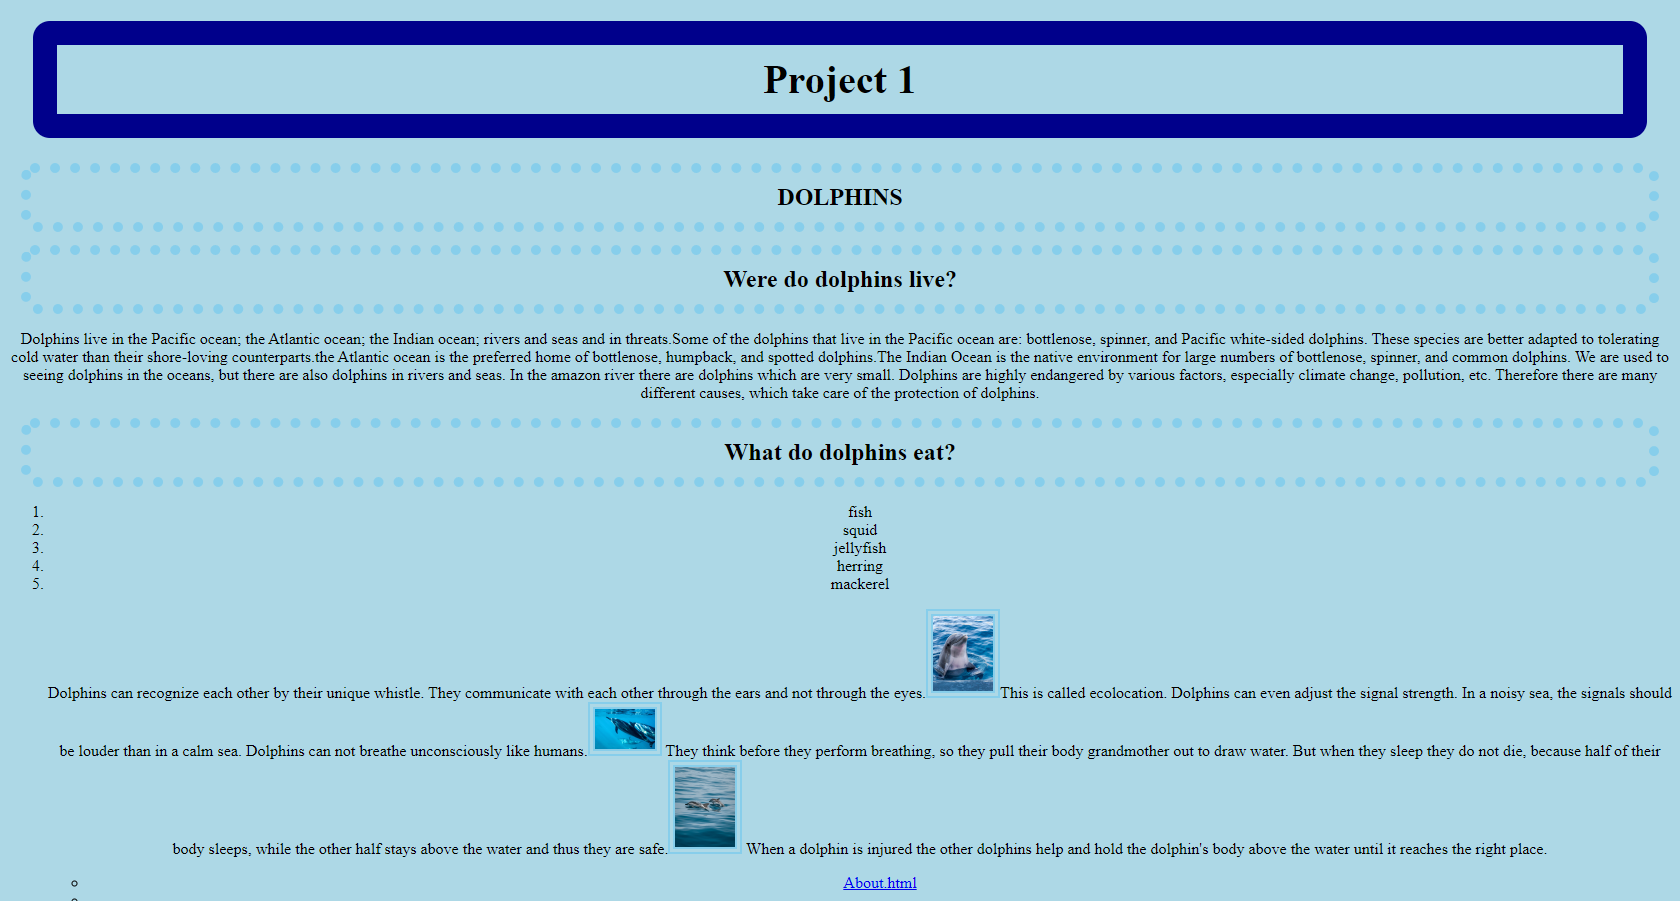 Project 1
DOLPHINS
Were do dolphins live?
Dolphins live in the Pacific ocean; the Atlantic ocean; the Indian ocean; rivers and seas and in threats.Some of the dolphins that live in the Pacific ocean are: bottlenose, spinner, and Pacific white-sided dolphins. These species are better adapted to tolerating
cold water than their shore-loving counterparts.the Atlantic ocean is the preferred home of bottlenose, humpback, and spotted dolphins.The Indian Ocean is the native environment for large numbers of bottlenose, spinner, and common dolphins. We are used to
seeing dolphins in the oceans, but there are also dolphins in rivers and seas. In the amazon river there are dolphins which are very small. Dolphins are highly endangered by various factors, especially climate change, pollution, etc. Therefore there are many
different causes, which take care of the protection of dolphins.
What do dolphins eat?
1. fish
2. squid
3. jellyfish
4. herring
5. mackerel
Dolphins can recognize each other by their unique whistle. They communicate with each other through the ears and not through the eyes. This is called ecolocation. Dolphins can even adjust the signal strength. In a noisy sea, the signals should
be louder than in a calm sea. Dolphins can not breathe unconsciously like humans. They think before they perform breathing, so they pull their body grandmother out to draw water. But when they sleep they do not die, because half of their
body sleeps, while the other half stays above the water and thus they are safe. When a dolphin is injured the other dolphins help and hold the dolphin's body above the water until it reaches the right place.
About.html